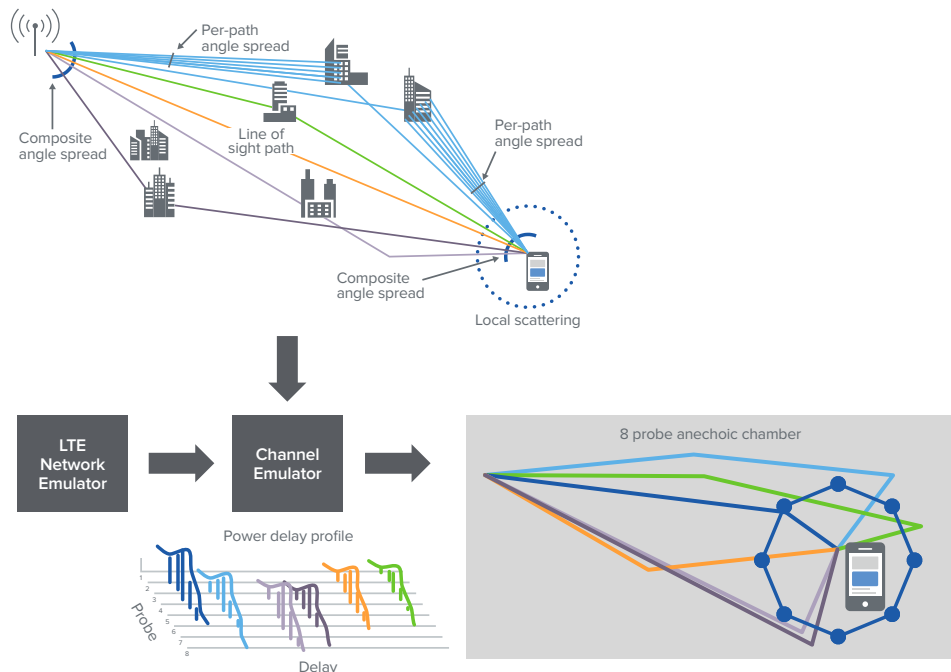 Per-path
angle spread
Composite
angle spread
Line of
sight path
Per-path
angle spread
Composite
angle spread
Local scattering
LTE
Network
Emulator
Channel
Emulator
8 probe anechoic chamber
Power delay profile
1
2
3
4
5
6
7
8
Probe
Delay